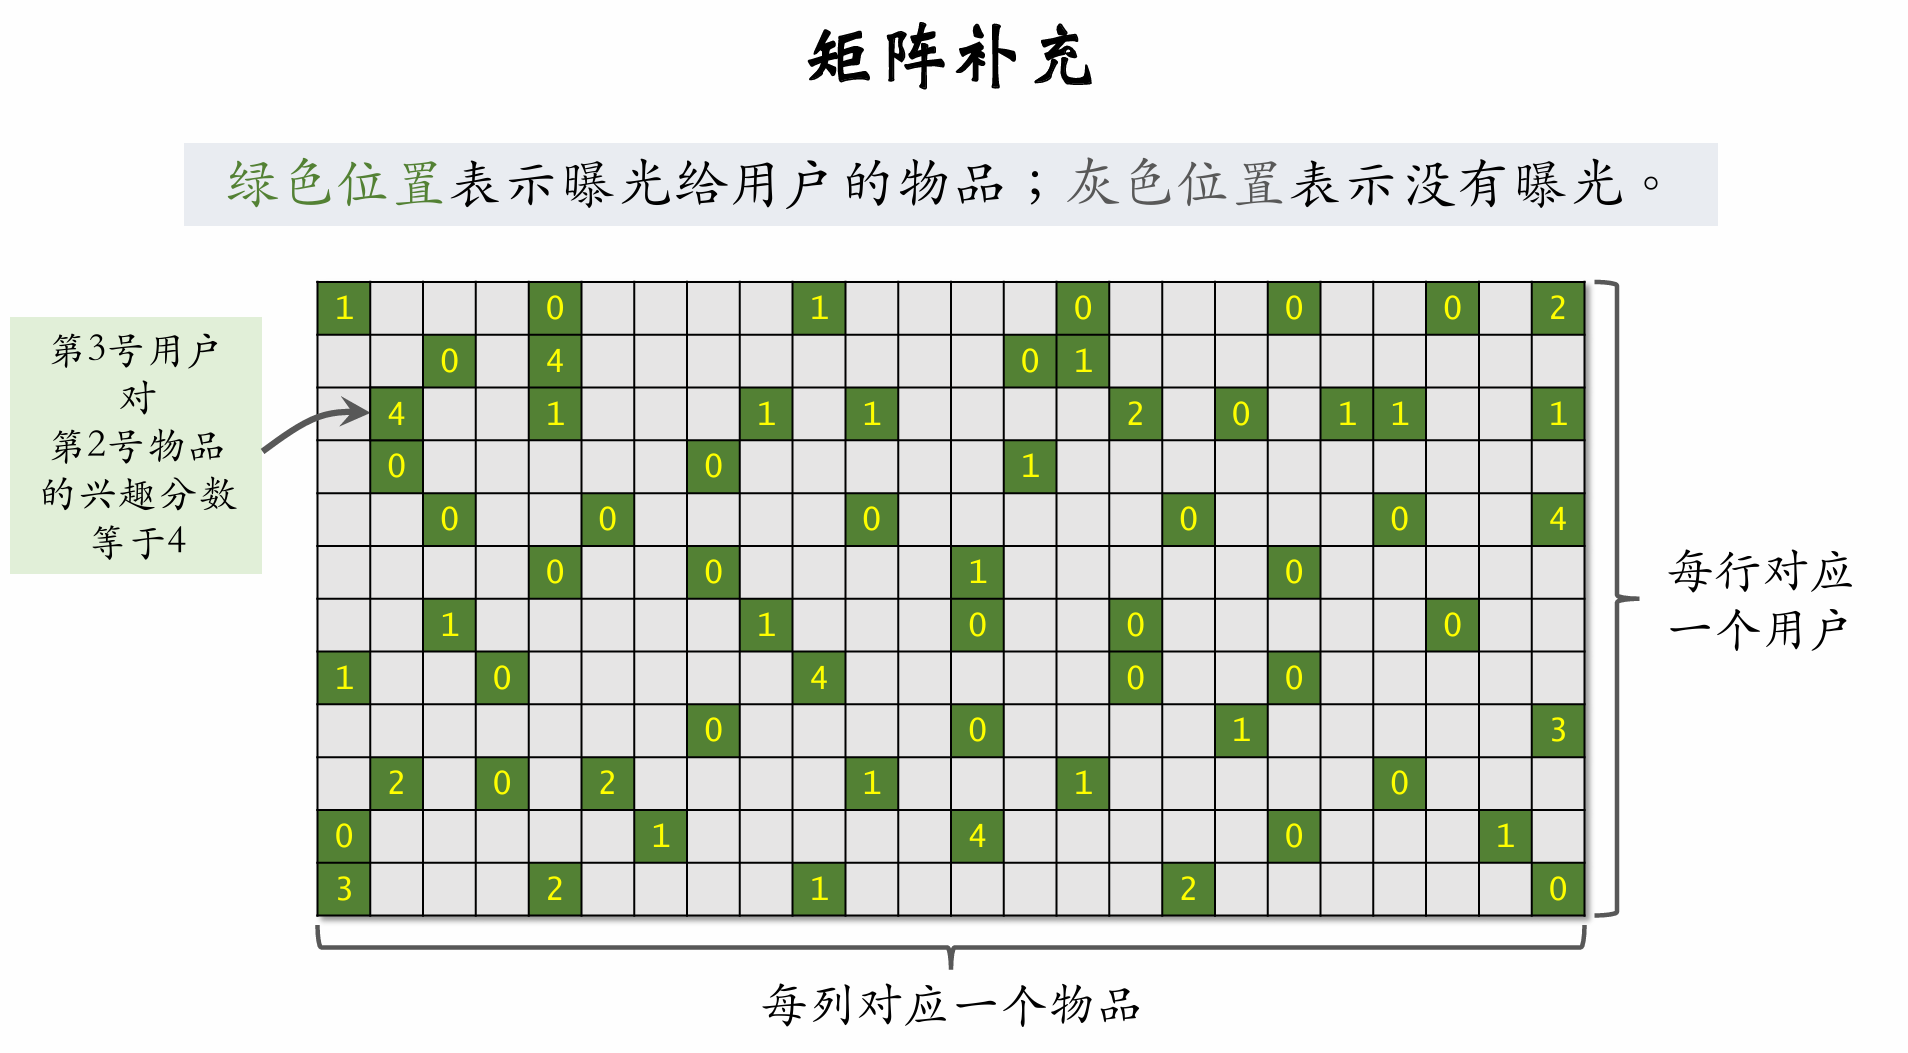 矩阵补充
绿色位置表示曝光给用户的物品；灰色位置表示没有曝光。
第3号用户
对
第2号物品
的兴趣分数
等于4
1 0 1 0 0 0 2
0 4 0 1
4 1 1 1 2 0 1 1 1
0 0 1
0 0 0 0 0 4
0 0 1 0
1 1 0 0 0
1 0 4 0 0
0 0 1 3
2 0 2 1 1 0
0 1 4 0 1
3 2 1 2 0
每行对应
一个用户
每列对应一个物品